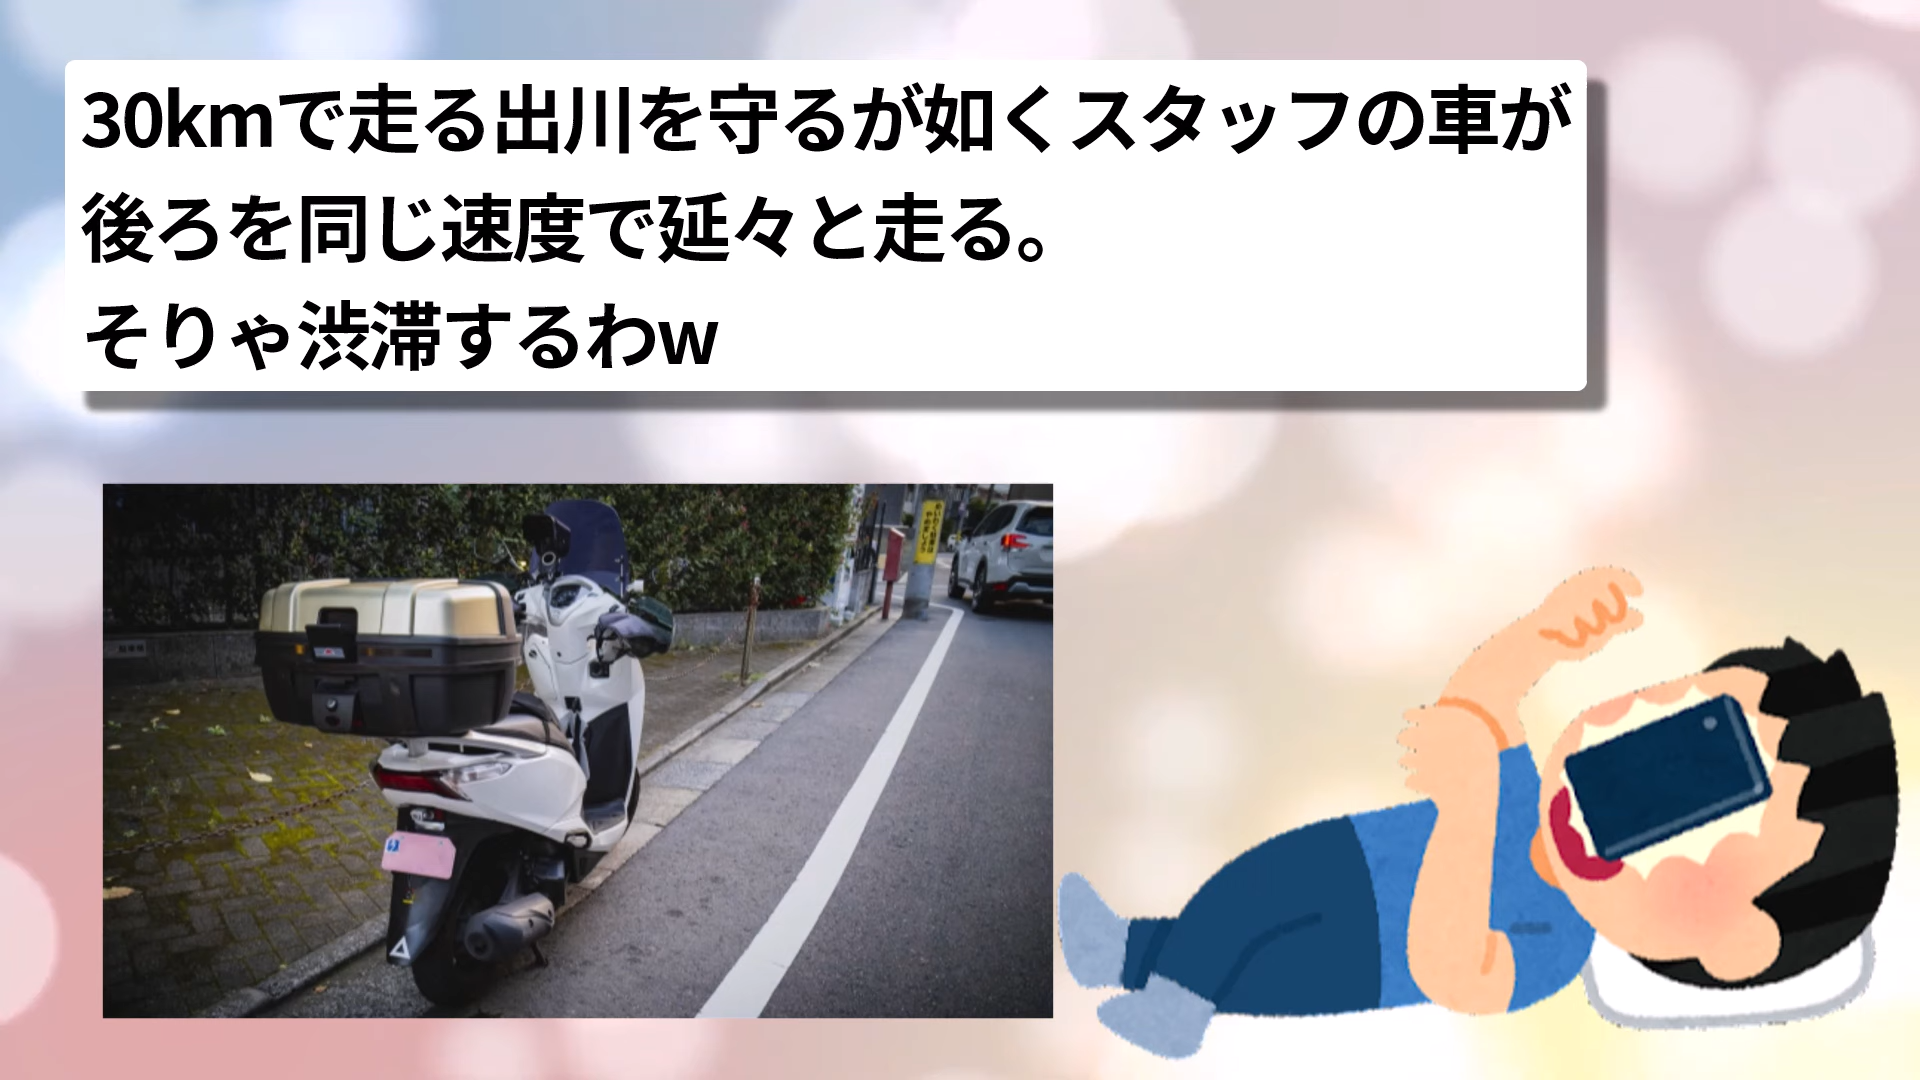 30kmで走る出川を守るが如くスタッフの車が
後ろを同じ速度で延々と走る。
そりゃ渋滞するわw